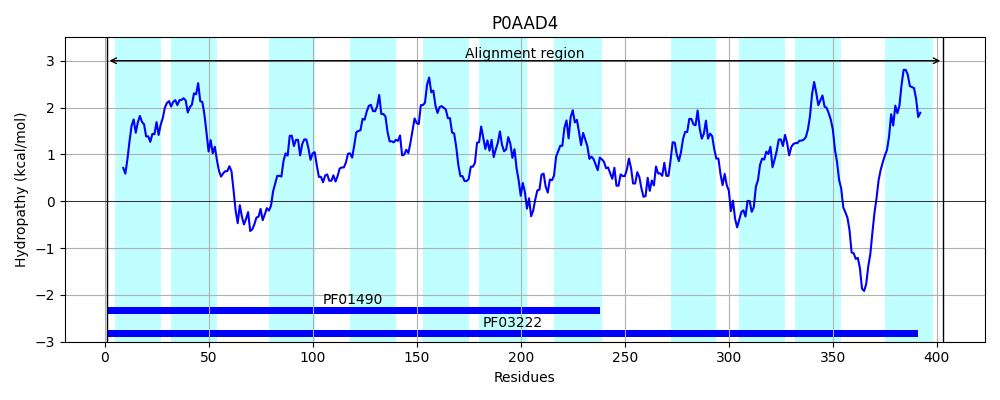 P0AAD4
Alignment region
Hydropathy (kcal/mol)
3
2
1
0
−1
−2
−3
PF01490
PF03222
0 50 100 150 200 250 300 350 400
Residues